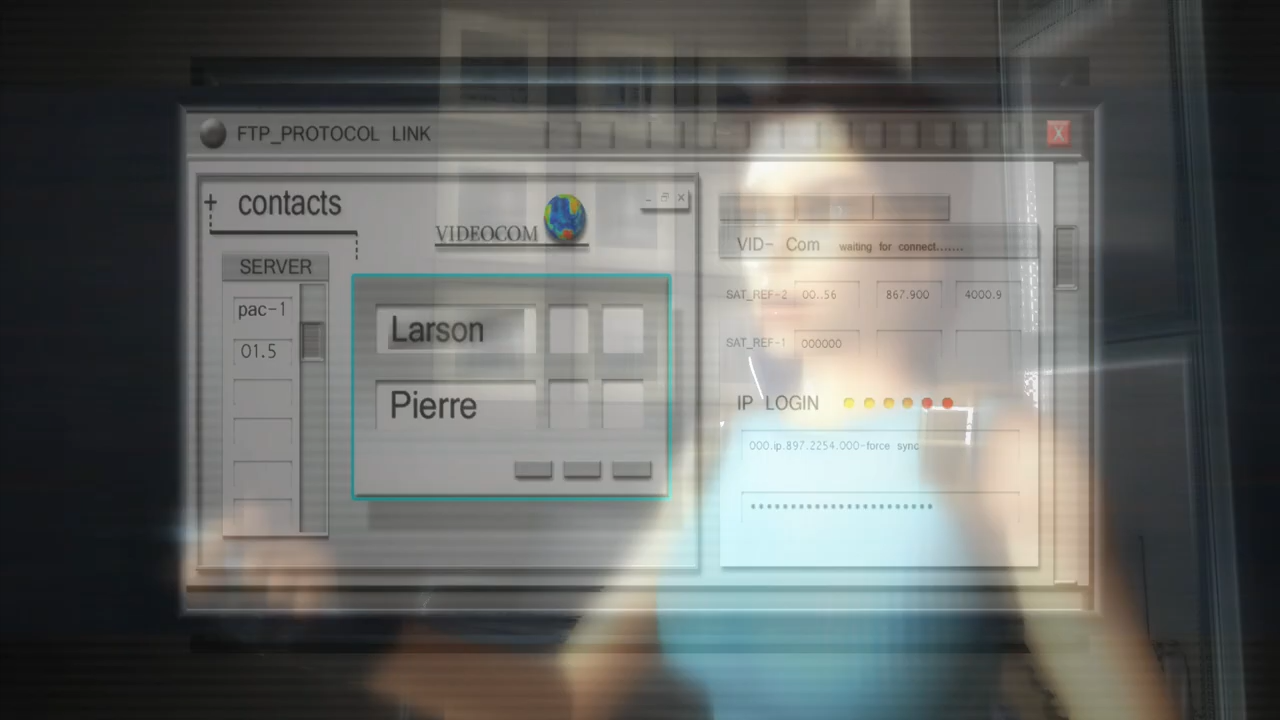 FTP_PROTOCOL LINK
X
+ contacts
VIDEOCOM
SERVER
pac-1
01.5
Larson
Pierre
VID- Com waiting for connect.......
SAT_REF-2 00..56 867.900 4000.9
SAT_REF-1 000000
IP LOGIN
000.ip.897.2254.000-force sync